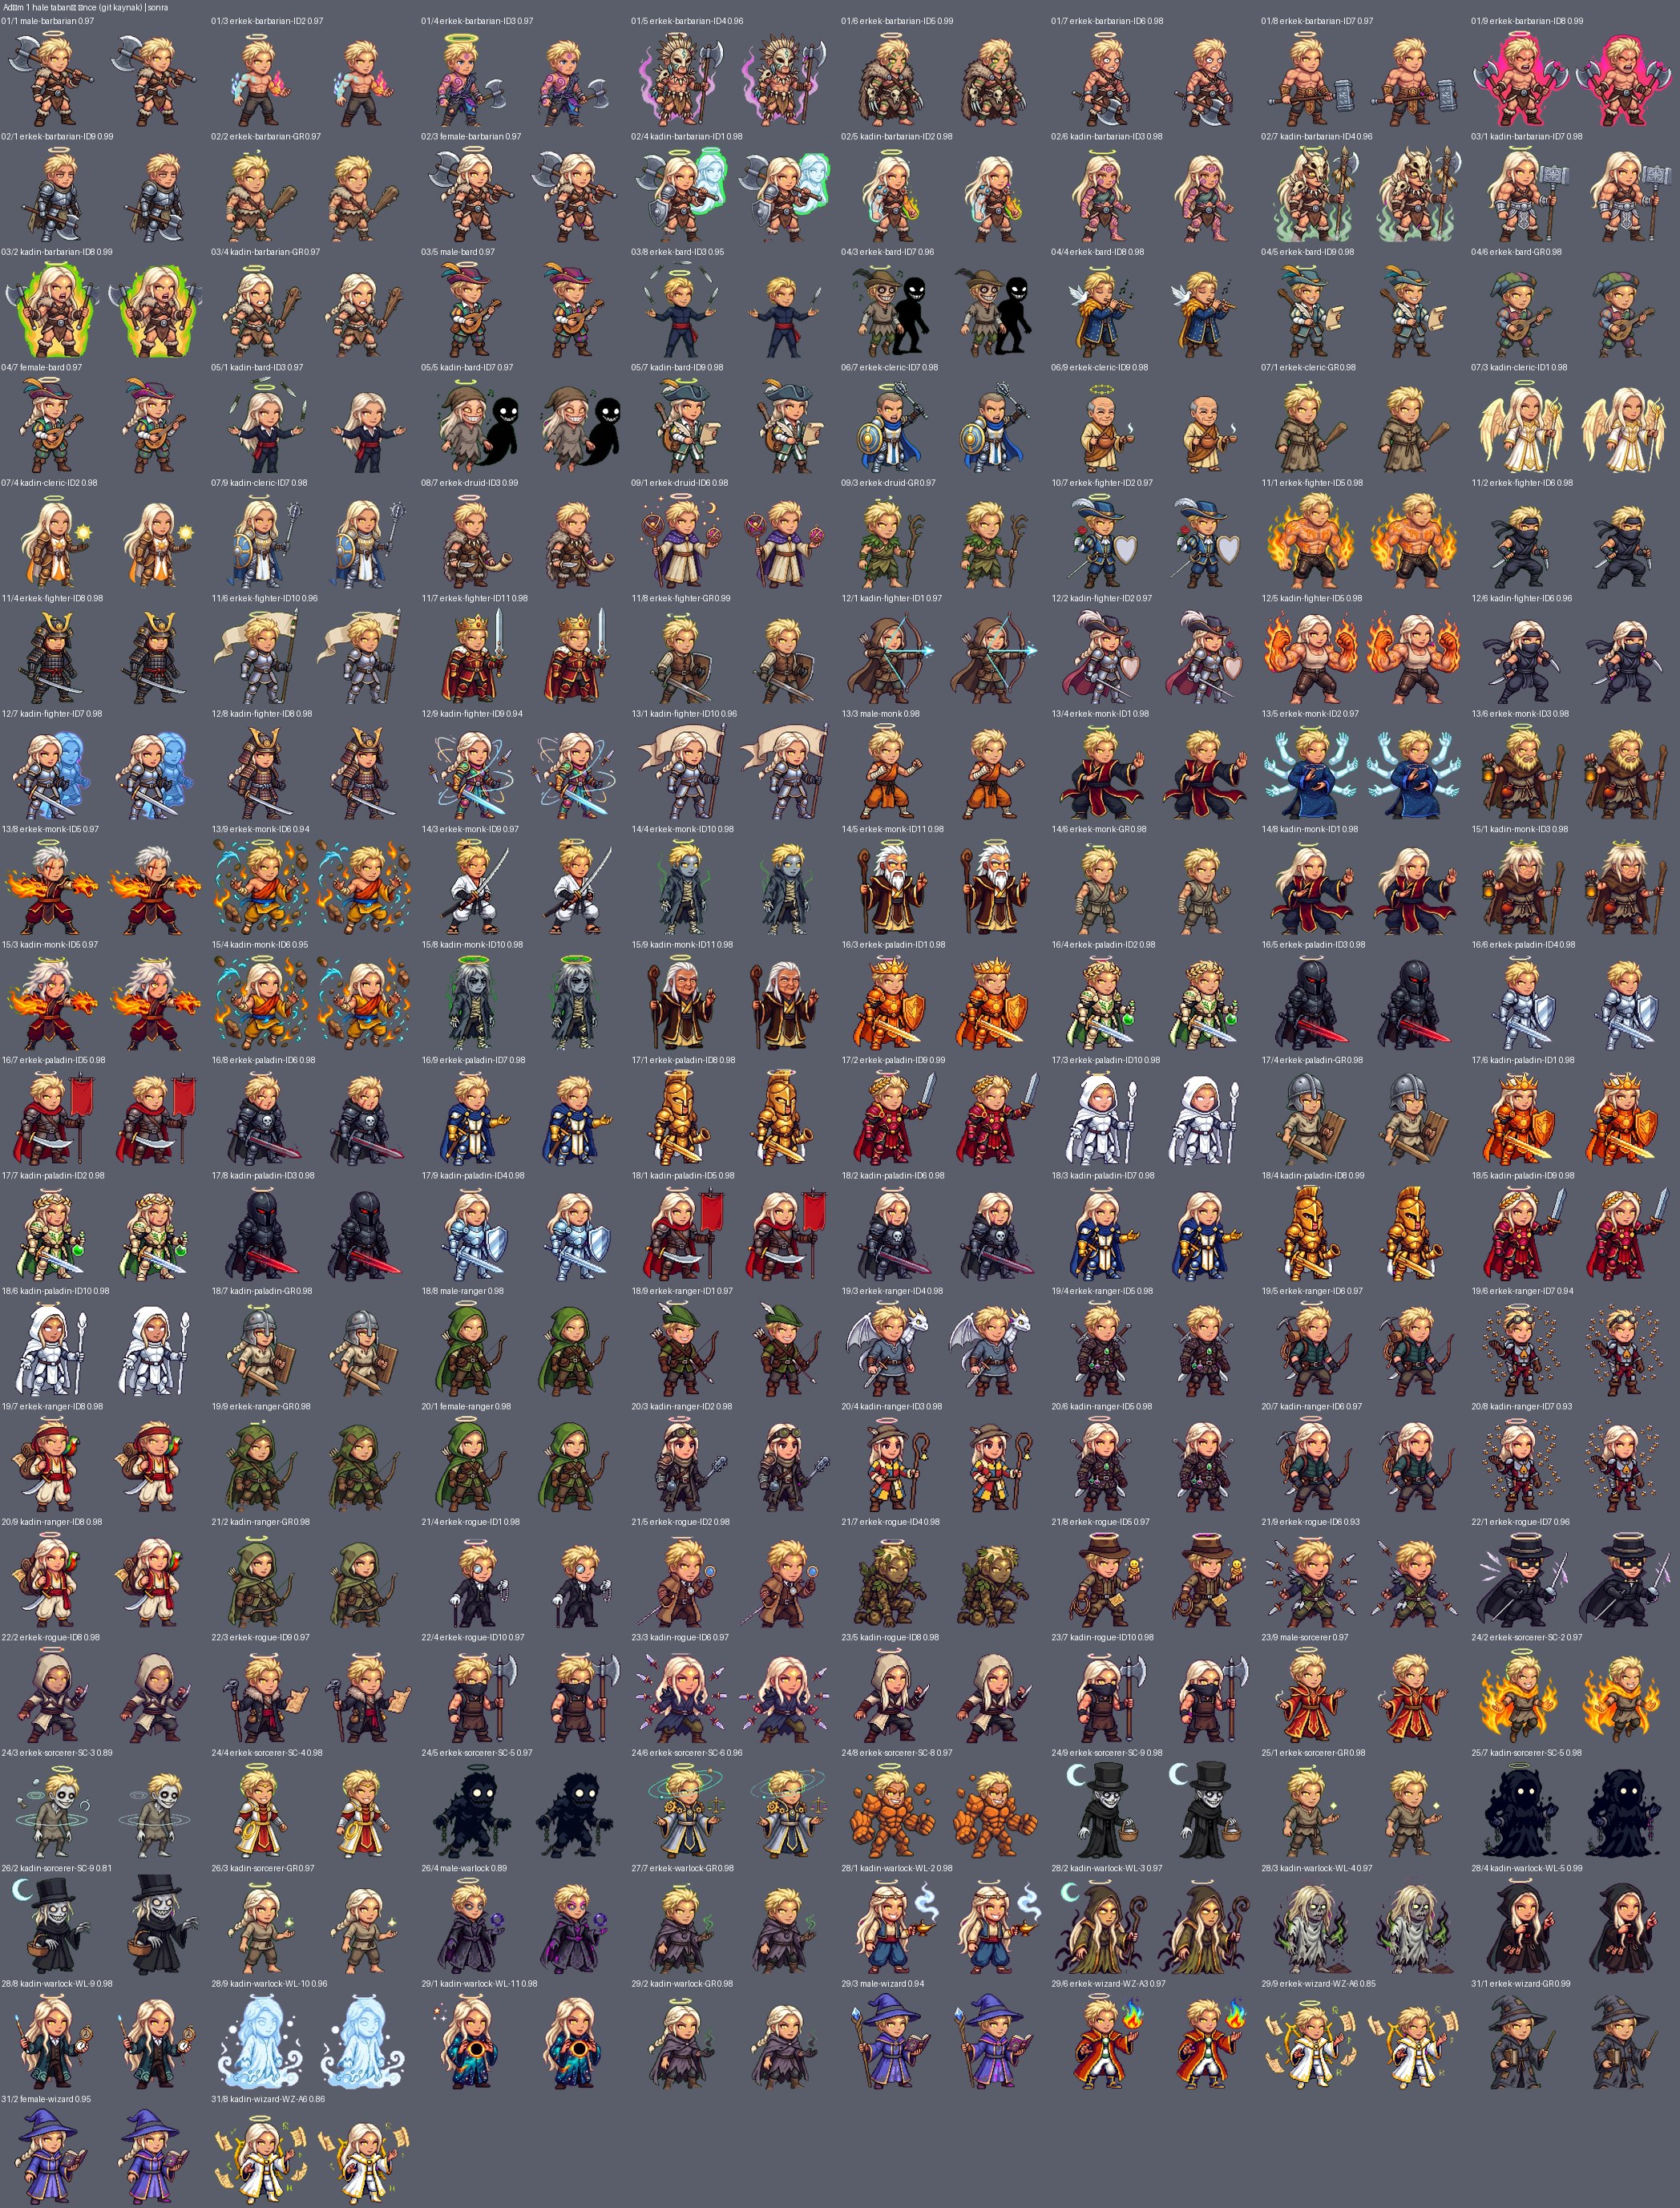 01/1 male-barbarian 0.97 01/3 erkek-barbarian-ID2 0.97 01/4 erkek-barbarian-ID3 0.97 01/5 erkek-barbarian-ID4 0.96 01/6 erkek-barbarian-ID5 0.99 01/7 erkek-barbarian-ID6 0.98 01/8 erkek-barbarian-ID7 0.97 01/9 erkek-barbarian-ID8 0.99
02/1 erkek-barbarian-ID9 0.99 02/2 erkek-barbarian-GR 0.97 02/3 female-barbarian 0.97 02/4 kadin-barbarian-ID1 0.98 02/5 kadin-barbarian-ID2 0.98 02/6 kadin-barbarian-ID3 0.98 02/7 kadin-barbarian-ID4 0.96 03/1 kadin-barbarian-ID7 0.98
03/2 kadin-barbarian-ID8 0.99 03/4 kadin-barbarian-GR 0.97 03/5 male-bard 0.97 03/8 erkek-bard-ID3 0.95 04/3 erkek-bard-ID7 0.96 04/4 erkek-bard-ID8 0.98 04/5 erkek-bard-ID9 0.98 04/6 erkek-bard-GR 0.98
04/7 female-bard 0.97 05/1 kadin-bard-ID3 0.97 05/5 kadin-bard-ID7 0.97 05/7 kadin-bard-ID9 0.98 06/7 erkek-cleric-ID7 0.98 06/9 erkek-cleric-ID9 0.98 07/1 erkek-cleric-GR 0.98 07/3 kadin-cleric-ID1 0.98
07/4 kadin-cleric-ID2 0.98 07/9 kadin-cleric-ID7 0.98 08/7 erkek-druid-ID3 0.99 09/1 erkek-druid-ID6 0.98 09/3 erkek-druid-GR 0.97 10/7 erkek-fighter-ID2 0.97 11/1 erkek-fighter-ID5 0.98 11/2 erkek-fighter-ID6 0.98
11/4 erkek-fighter-ID8 0.98 11/6 erkek-fighter-ID10 0.96 11/7 erkek-fighter-ID11 0.98 11/8 erkek-fighter-GR 0.99 12/1 kadin-fighter-ID1 0.97 12/2 kadin-fighter-ID2 0.97 12/5 kadin-fighter-ID5 0.98 12/6 kadin-fighter-ID6 0.96
12/7 kadin-fighter-ID7 0.98 12/8 kadin-fighter-ID8 0.98 12/9 kadin-fighter-ID9 0.94 13/1 kadin-fighter-ID10 0.96 13/3 male-monk 0.98 13/4 erkek-monk-ID1 0.98 13/5 erkek-monk-ID2 0.97 13/6 erkek-monk-ID3 0.98
13/8 erkek-monk-ID5 0.97 13/9 erkek-monk-ID6 0.94 14/3 erkek-monk-ID9 0.97 14/4 erkek-monk-ID10 0.98 14/5 erkek-monk-ID11 0.98 14/6 erkek-monk-GR 0.98 14/8 kadin-monk-ID1 0.98 15/1 kadin-monk-ID3 0.98
15/3 kadin-monk-ID5 0.97 15/4 kadin-monk-ID6 0.95 15/8 kadin-monk-ID10 0.98 15/9 kadin-monk-ID11 0.98 16/3 erkek-paladin-ID1 0.98 16/4 erkek-paladin-ID2 0.98 16/5 erkek-paladin-ID3 0.98 16/6 erkek-paladin-ID4 0.98
16/7 erkek-paladin-ID5 0.98 16/8 erkek-paladin-ID6 0.98 16/9 erkek-paladin-ID7 0.98 17/1 erkek-paladin-ID8 0.98 17/2 erkek-paladin-ID9 0.99 17/3 erkek-paladin-ID10 0.98 17/4 erkek-paladin-GR 0.98 17/6 kadin-paladin-ID1 0.98
17/7 kadin-paladin-ID2 0.98 17/8 kadin-paladin-ID3 0.98 17/9 kadin-paladin-ID4 0.98 18/1 kadin-paladin-ID5 0.98 18/2 kadin-paladin-ID6 0.98 18/3 kadin-paladin-ID7 0.98 18/4 kadin-paladin-ID8 0.99 18/5 kadin-paladin-ID9 0.98
18/6 kadin-paladin-ID10 0.98 18/7 kadin-paladin-GR 0.98 18/8 male-ranger 0.98 18/9 erkek-ranger-ID1 0.97 19/3 erkek-ranger-ID4 0.98 19/4 erkek-ranger-ID5 0.98 19/5 erkek-ranger-ID6 0.97 19/6 erkek-ranger-ID7 0.94
19/7 erkek-ranger-ID8 0.98 19/9 erkek-ranger-GR 0.98 20/1 female-ranger 0.98 20/3 kadin-ranger-ID2 0.98 20/4 kadin-ranger-ID3 0.98 20/6 kadin-ranger-ID5 0.98 20/7 kadin-ranger-ID6 0.97 20/8 kadin-ranger-ID7 0.93
20/9 kadin-ranger-ID8 0.98 21/2 kadin-ranger-GR 0.98 21/4 erkek-rogue-ID1 0.98 21/5 erkek-rogue-ID2 0.98 21/7 erkek-rogue-ID4 0.98 21/8 erkek-rogue-ID5 0.97 21/9 erkek-rogue-ID6 0.93 22/1 erkek-rogue-ID7 0.96
22/2 erkek-rogue-ID8 0.98 22/3 erkek-rogue-ID9 0.97 22/4 erkek-rogue-ID10 0.97 23/3 kadin-rogue-ID6 0.97 23/5 kadin-rogue-ID8 0.98 23/7 kadin-rogue-ID10 0.98 23/9 male-sorcerer 0.97 24/2 erkek-sorcerer-SC-2 0.97
24/3 erkek-sorcerer-SC-3 0.89 24/4 erkek-sorcerer-SC-4 0.98 24/5 erkek-sorcerer-SC-5 0.97 24/6 erkek-sorcerer-SC-6 0.96 24/8 erkek-sorcerer-SC-8 0.97 24/9 erkek-sorcerer-SC-9 0.98 25/1 erkek-sorcerer-GR 0.98 25/7 kadin-sorcerer-SC-5 0.98
26/2 kadin-sorcerer-SC-9 0.81 26/3 kadin-sorcerer-GR 0.97 26/4 male-warlock 0.89 27/7 erkek-warlock-GR 0.98 28/1 kadin-warlock-WL-2 0.98 28/2 kadin-warlock-WL-3 0.97 28/3 kadin-warlock-WL-4 0.97 28/4 kadin-warlock-WL-5 0.99
28/8 kadin-warlock-WL-9 0.98 28/9 kadin-warlock-WL-10 0.96 29/1 kadin-warlock-WL-11 0.98 29/2 kadin-warlock-GR 0.98 29/3 male-wizard 0.94 29/6 erkek-wizard-WZ-A3 0.97 29/9 erkek-wizard-WZ-A6 0.85 31/1 erkek-wizard-GR 0.99
31/2 female-wizard 0.95 31/8 kadin-wizard-WZ-A6 0.86